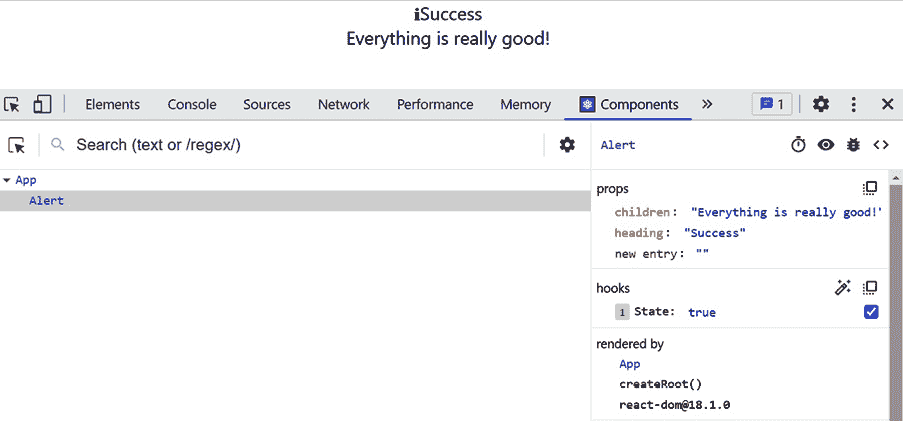 iSuccess
Everything is really good!
Elements Console Sources Network Performance Memory Components » 1
Search (text or /regex/) Alert
App
Alert
props
children: "Everything is really good!'
heading: "Success"
new entry: ""
hooks
1 State: true
rendered by
App
createRoot()
react-dom@18.1.0